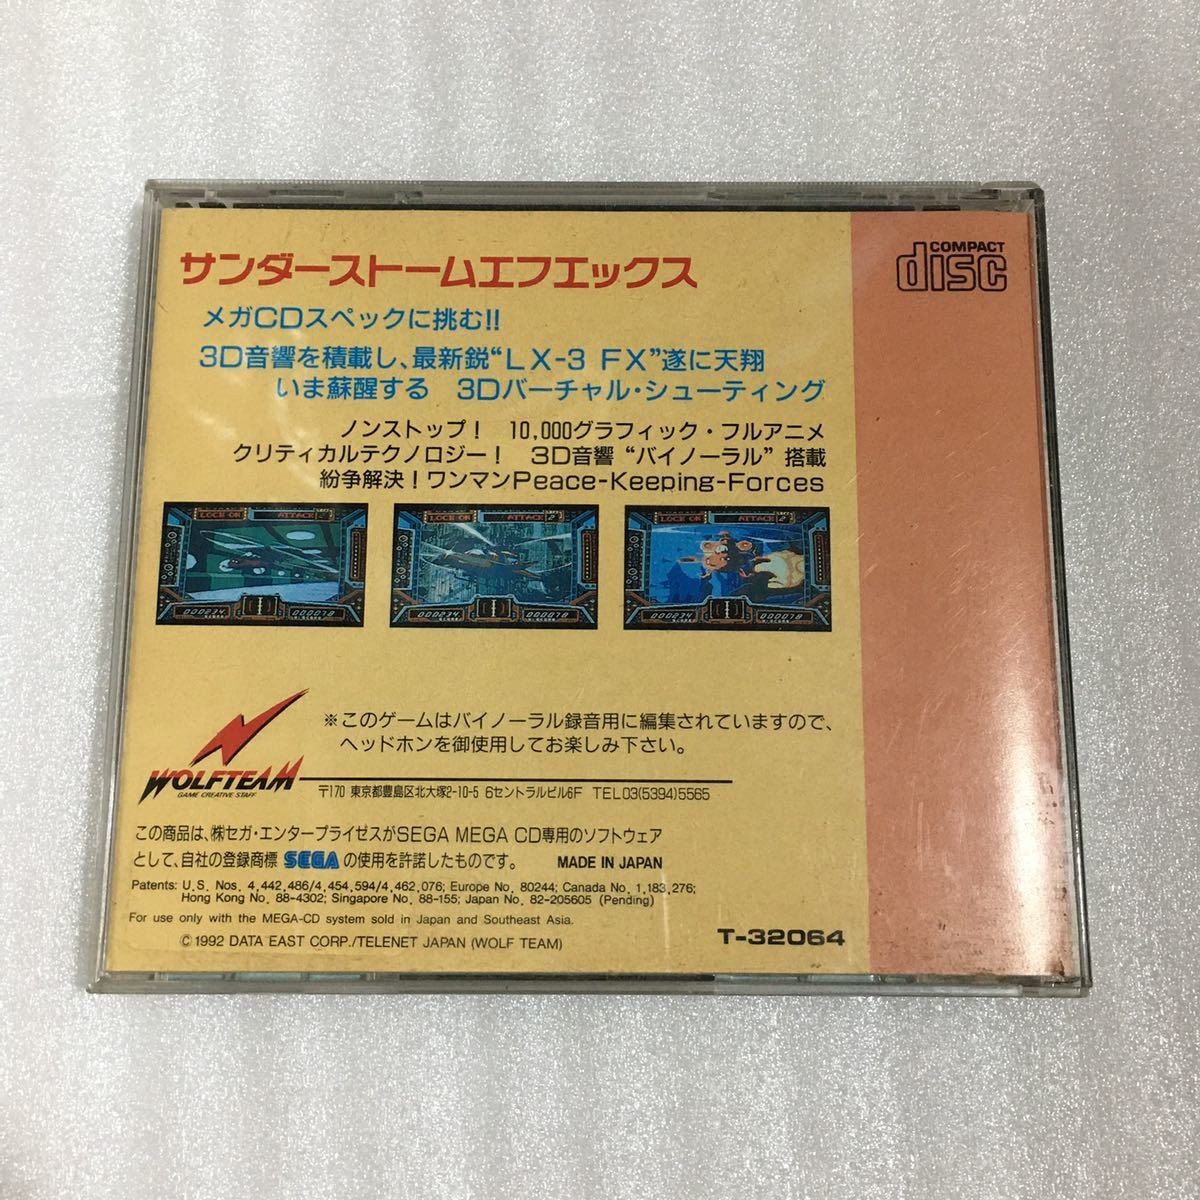 サンダーストームエフエックス
COMPACT
disc
メガCDスペックに挑む!!
3D音響を積載し、最新鋭“LX-3 FX”遂に天翔
いま蘇醒する 3Dバーチャル・シューティング
ノンストップ! 10,000グラフィック・フルアニメ
クリティカルテクノロジー! 3D音響“バイノーラル”搭載
紛争解決!ワンマンPeace-Keeping-Forces
LOCK ON ATTACK 2
000234 000078
LOCK ON ATTACK 2
000234 000078
LOCK ON ATTACK 2
000234 000078
※このゲームはバイノーラル録音用に編集されていますので、
ヘッドホンを御使用してお楽しみ下さい。
WOLFTEAM
GAME CREATIVE STAFF
〒170 東京都豊島区北大塚2-10-5 6セントラルビル6F TEL03(5394)5565
この商品は、㈱セガ・エンタープライゼスがSEGA MEGA CD専用のソフトウェア
として、自社の登録商標 SEGA の使用を許諾したものです。 MADE IN JAPAN
Patents: U.S. Nos. 4,442,486/4,454,594/4,462,076; Europe No. 80244; Canada No. 1,183,276;
Hong Kong No. 88-4302; Singapore No. 88-155; Japan No. 82-205605 (Pending)
For use only with the MEGA-CD system sold in Japan and Southeast Asia.
© 1992 DATA EAST CORP./TELENET JAPAN (WOLF TEAM)
T-32064